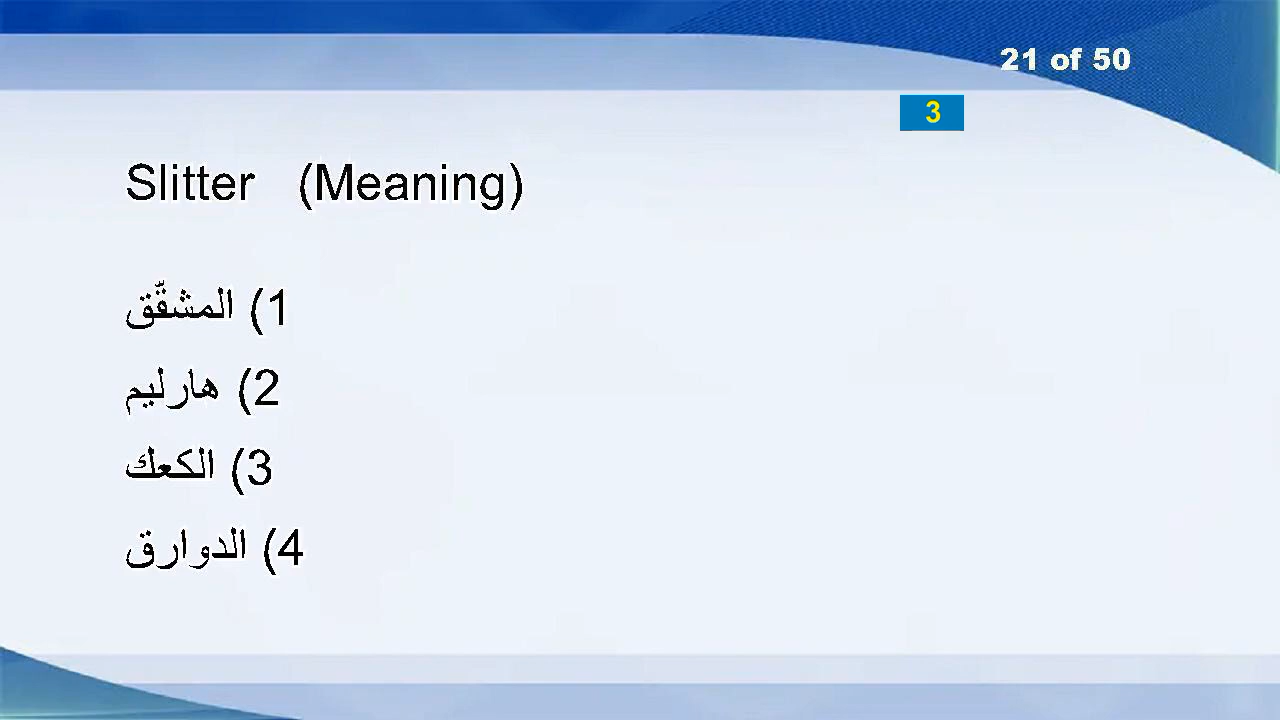 21 of 50
3
Slitter (Meaning)
1) المشقّق
2) هارليم
3) الكعك
4) الدوارق